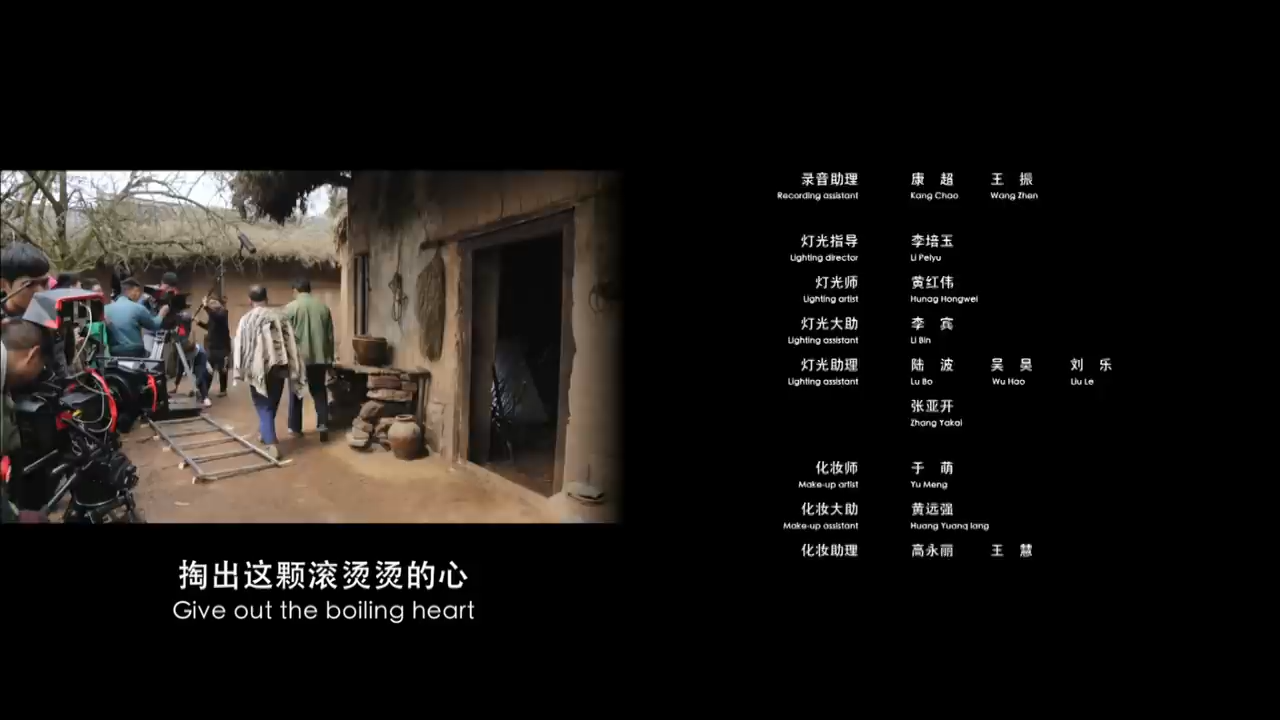 录音助理 康 超 王 振
Recording assistant Kang Chao Wang Zhen
灯光指导 李培玉
Lighting director Li Peiyu
灯光师 黄红伟
Lighting artist Hunag Hongwei
灯光大助 李 宾
Lighting assistant Li Bin
灯光助理 陆 波 吴 昊 刘 乐
Lighting assistant Lu Bo Wu Hao Liu Le
张亚开
Zhang Yakai
化妆师 于 萌
Make-up artist Yu Meng
化妆大助 黄远强
Make-up assistant Huang Yuanq iang
化妆助理 高永丽 王 慧
掏出这颗滚烫烫的心
Give out the boiling heart